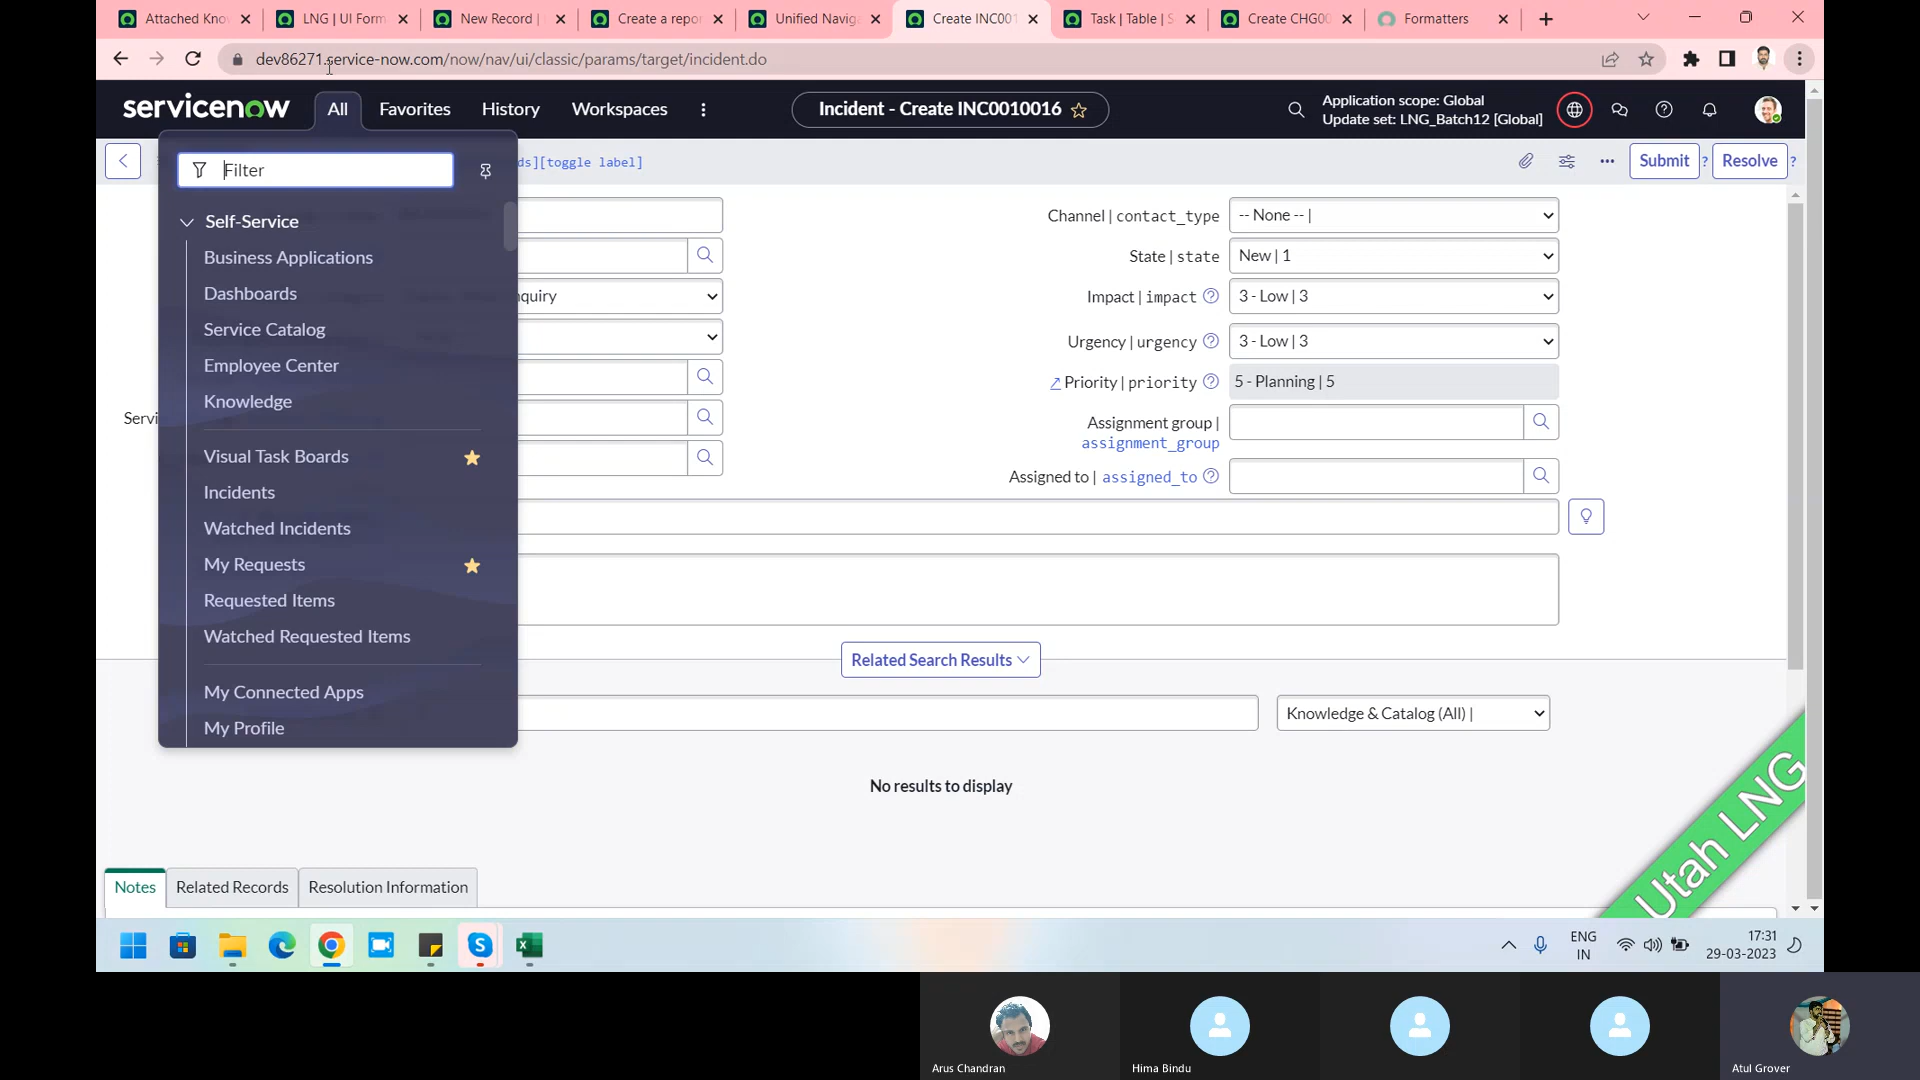 Attached Kno
LNG | UI Form
New Record |
Create a repo
Unified Navig
Create INC001
Task | Table | S
Create CHG00
Formatters
dev86271.service-now.com/now/nav/ui/classic/params/target/incident.do
servicenow
All
Favorites
History
Workspaces
Incident - Create INC0010016
Application scope: Global
Update set: LNG_Batch12 [Global]
ds][toggle label]
Submit
?
Resolve
?
Filter
Self-Service
Business Applications
Dashboards
Service Catalog
Employee Center
Knowledge
Visual Task Boards
Incidents
Watched Incidents
My Requests
Requested Items
Watched Requested Items
My Connected Apps
My Profile
Servi
nquiry
Channel | contact_type
-- None -- |
State | state
New | 1
Impact | impact
3 - Low | 3
Urgency | urgency
3 - Low | 3
Priority | priority
5 - Planning | 5
Assignment group |
assignment_group
Assigned to | assigned_to
Related Search Results
Knowledge & Catalog (All) |
No results to display
Utah LNG
Notes
Related Records
Resolution Information
ENG
IN
17:31
29-03-2023
Arus Chandran
Hima Bindu
Atul Grover